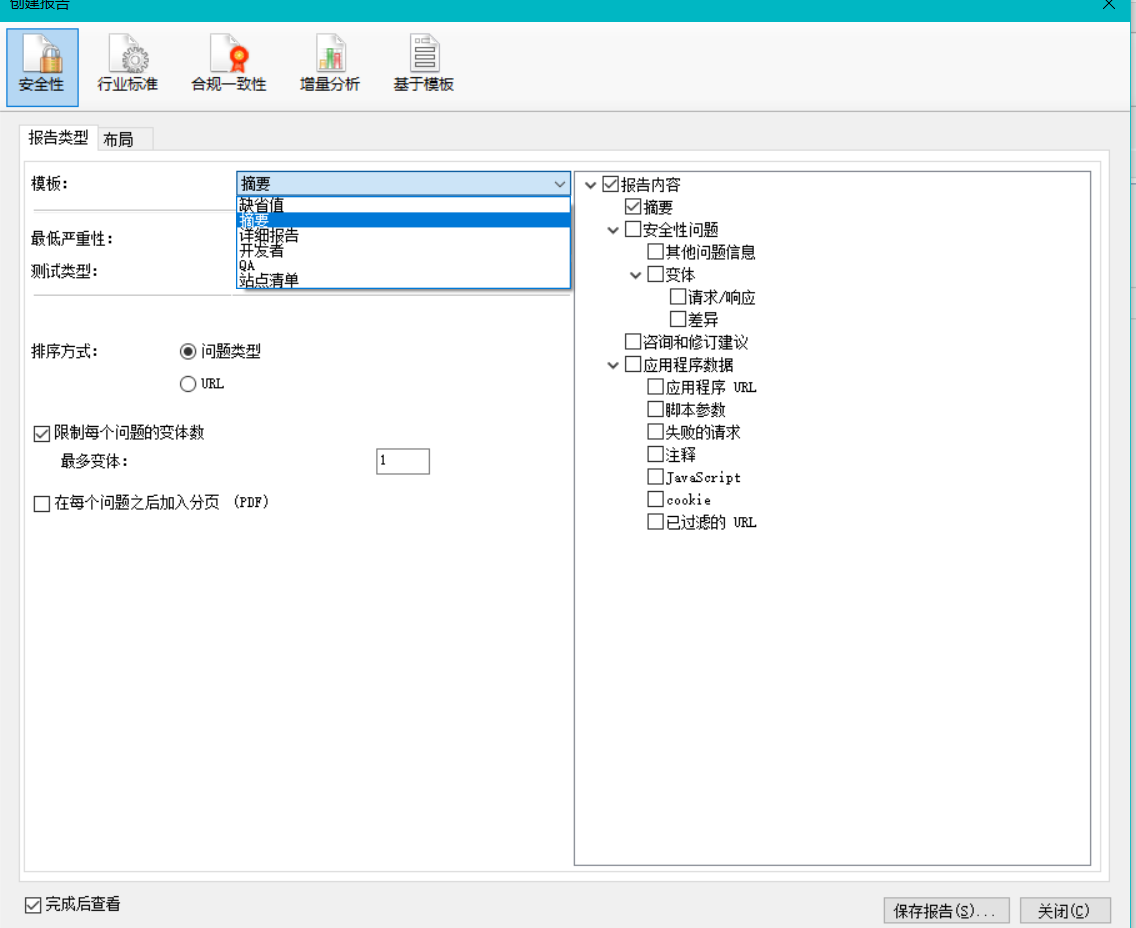 创建报告
安全性 行业标准 合规一致性 增量分析 基于模板
报告类型 布局
模板:
摘要
缺省值
摘要
详细报告
开发者
QA
站点清单
最低严重性:
测试类型:
排序方式:
问题类型
URL
限制每个问题的变体数
最多变体:
1
在每个问题之后加入分页 (PDF)
报告内容
摘要
安全性问题
其他问题信息
变体
请求/响应
差异
咨询和修订建议
应用程序数据
应用程序 URL
脚本参数
失败的请求
注释
JavaScript
cookie
已过滤的 URL
完成后查看
保存报告(S)... 关闭(C)